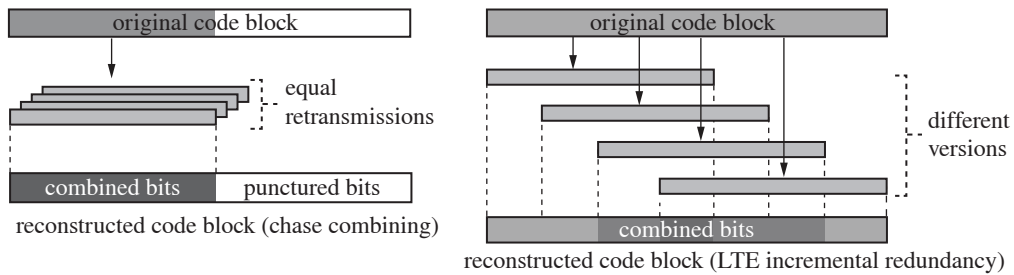 original code block
equal
retransmissions
combined bits
punctured bits
reconstructed code block (chase combining)
original code block
different
versions
combined bits
reconstructed code block (LTE incremental redundancy)